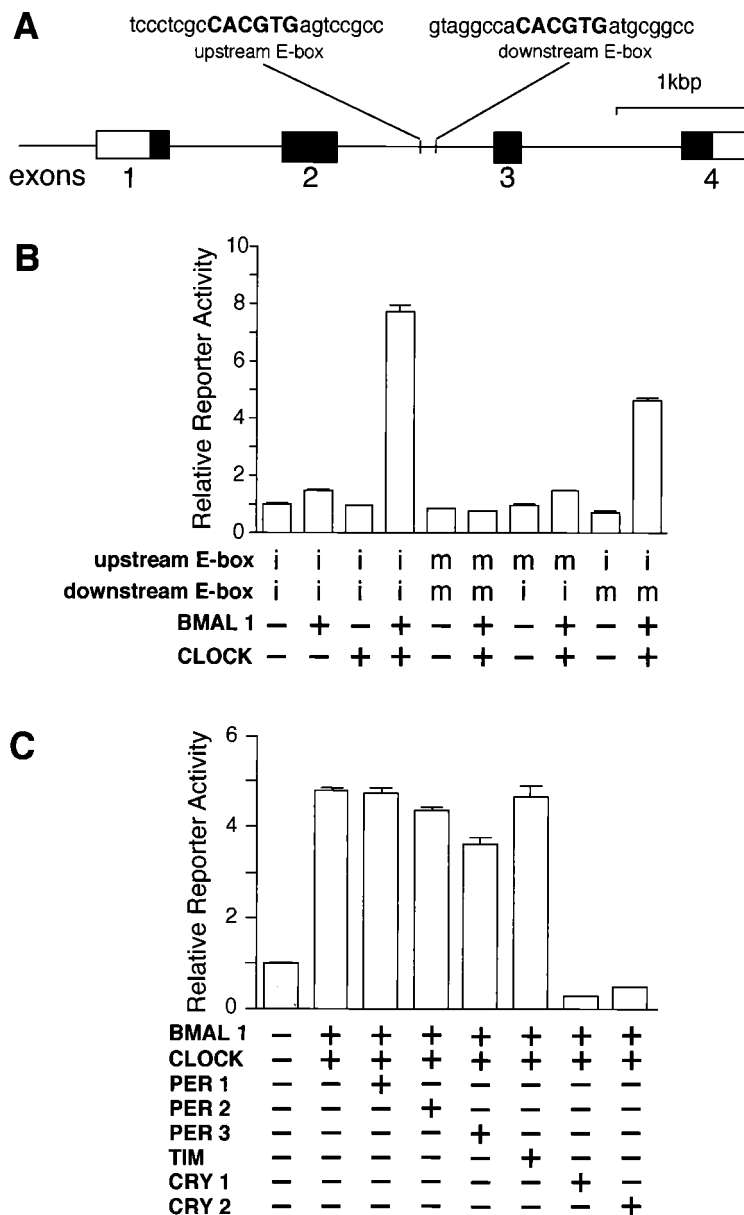 A
tccctcgcCACGTGagtccgcc gtaggccaCACGTGatgcggcc
upstream E-box downstream E-box
1kbp
exons 1 2 3 4
B
Relative Reporter Activity
10
8
6
4
2
0
upstream E-box i i i i m m m m i i
downstream E-box i i i i m m i i m m
BMAL 1 − + − + − + − + − +
CLOCK − − + + − + − + − +
C
Relative Reporter Activity
6
4
2
0
BMAL 1 − + + + + + + +
CLOCK − + + + + + + +
PER 1 − − + − − − − −
PER 2 − − − + − − − −
PER 3 − − − − + − − −
TIM − − − − − + − −
CRY 1 − − − − − − + −
CRY 2 − − − − − − − +